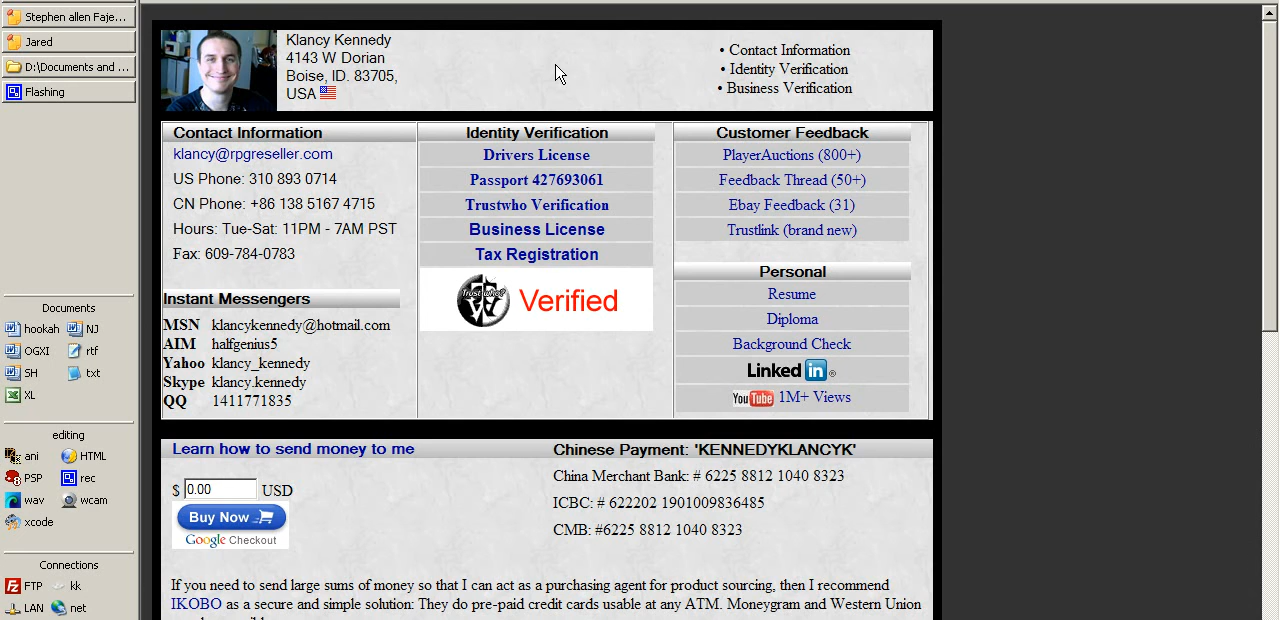 Stephen allen Faje...
Jared
D:\Documents and ...
Flashing
Documents
hookah NJ
OGXI rtf
SH txt
XL
editing
ani HTML
PSP rec
wav wcam
xcode
Connections
FTP kk
LAN net
Klancy Kennedy
4143 W Dorian
Boise, ID. 83705,
USA
• Contact Information
• Identity Verification
• Business Verification
Contact Information
klancy@rpgreseller.com
US Phone: 310 893 0714
CN Phone: +86 138 5167 4715
Hours: Tue-Sat: 11PM - 7AM PST
Fax: 609-784-0783
Instant Messengers
MSN klancykennedy@hotmail.com
AIM halfgenius5
Yahoo klancy_kennedy
Skype klancy.kennedy
QQ 1411771835
Identity Verification
Drivers License
Passport 427693061
Trustwho Verification
Business License
Tax Registration
Trust who? Verified
Customer Feedback
PlayerAuctions (800+)
Feedback Thread (50+)
Ebay Feedback (31)
Trustlink (brand new)
Personal
Resume
Diploma
Background Check
Linked in ®
You Tube 1M+ Views
Learn how to send money to me
$ 0.00 USD
Buy Now
Google Checkout
Chinese Payment: 'KENNEDYKLANCYK'
China Merchant Bank: # 6225 8812 1040 8323
ICBC: # 622202 1901009836485
CMB: #6225 8812 1040 8323
If you need to send large sums of money so that I can act as a purchasing agent for product sourcing, then I recommend
IKOBO as a secure and simple solution: They do pre-paid credit cards usable at any ATM. Moneygram and Western Union